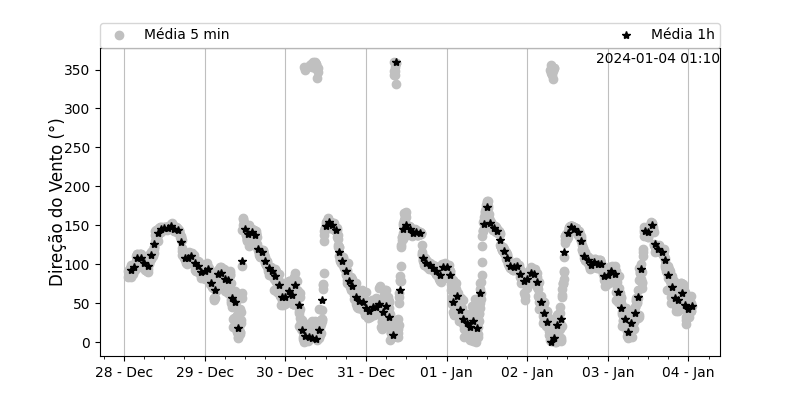 Média 5 min
Média 1h
2024-01-04 01:10
Direção do Vento (°)
350
300
250
200
150
100
50
0
28 - Dec
29 - Dec
30 - Dec
31 - Dec
01 - Jan
02 - Jan
03 - Jan
04 - Jan